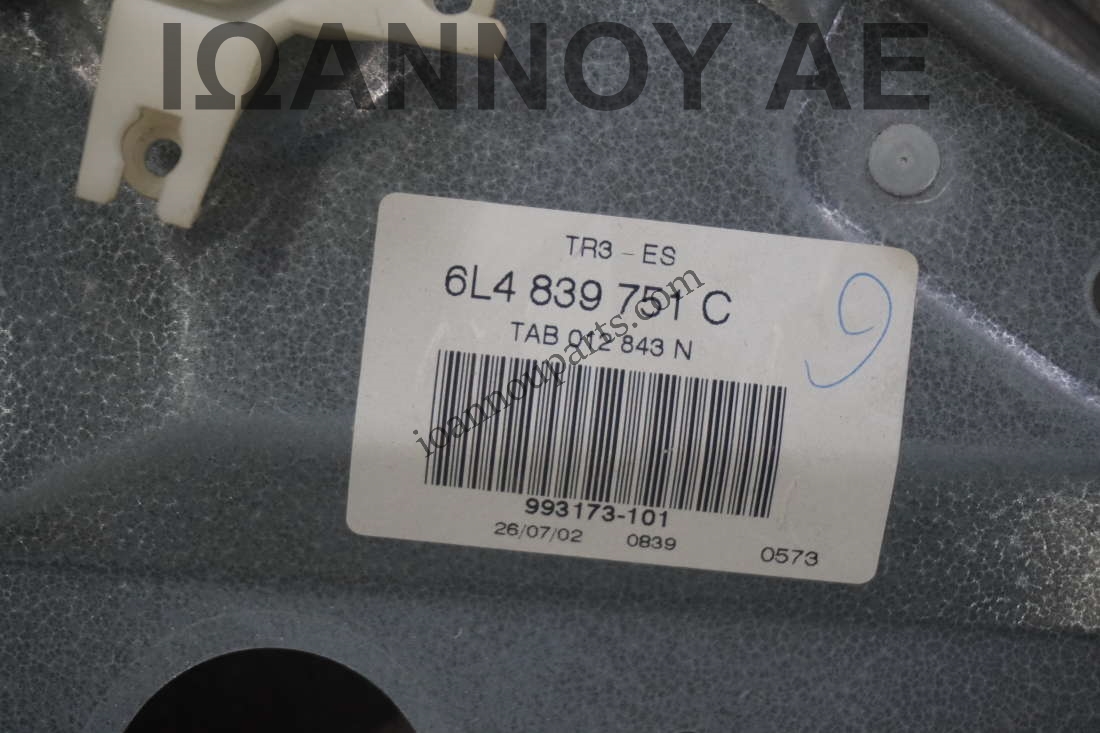 ΙΩΑΝΝΟΥ ΑΕ
TR3 - ES
6L4 839 751 C
TAB 012 843 N
ioannouparts.com
993173-101
26/07/02 0839 0573
9